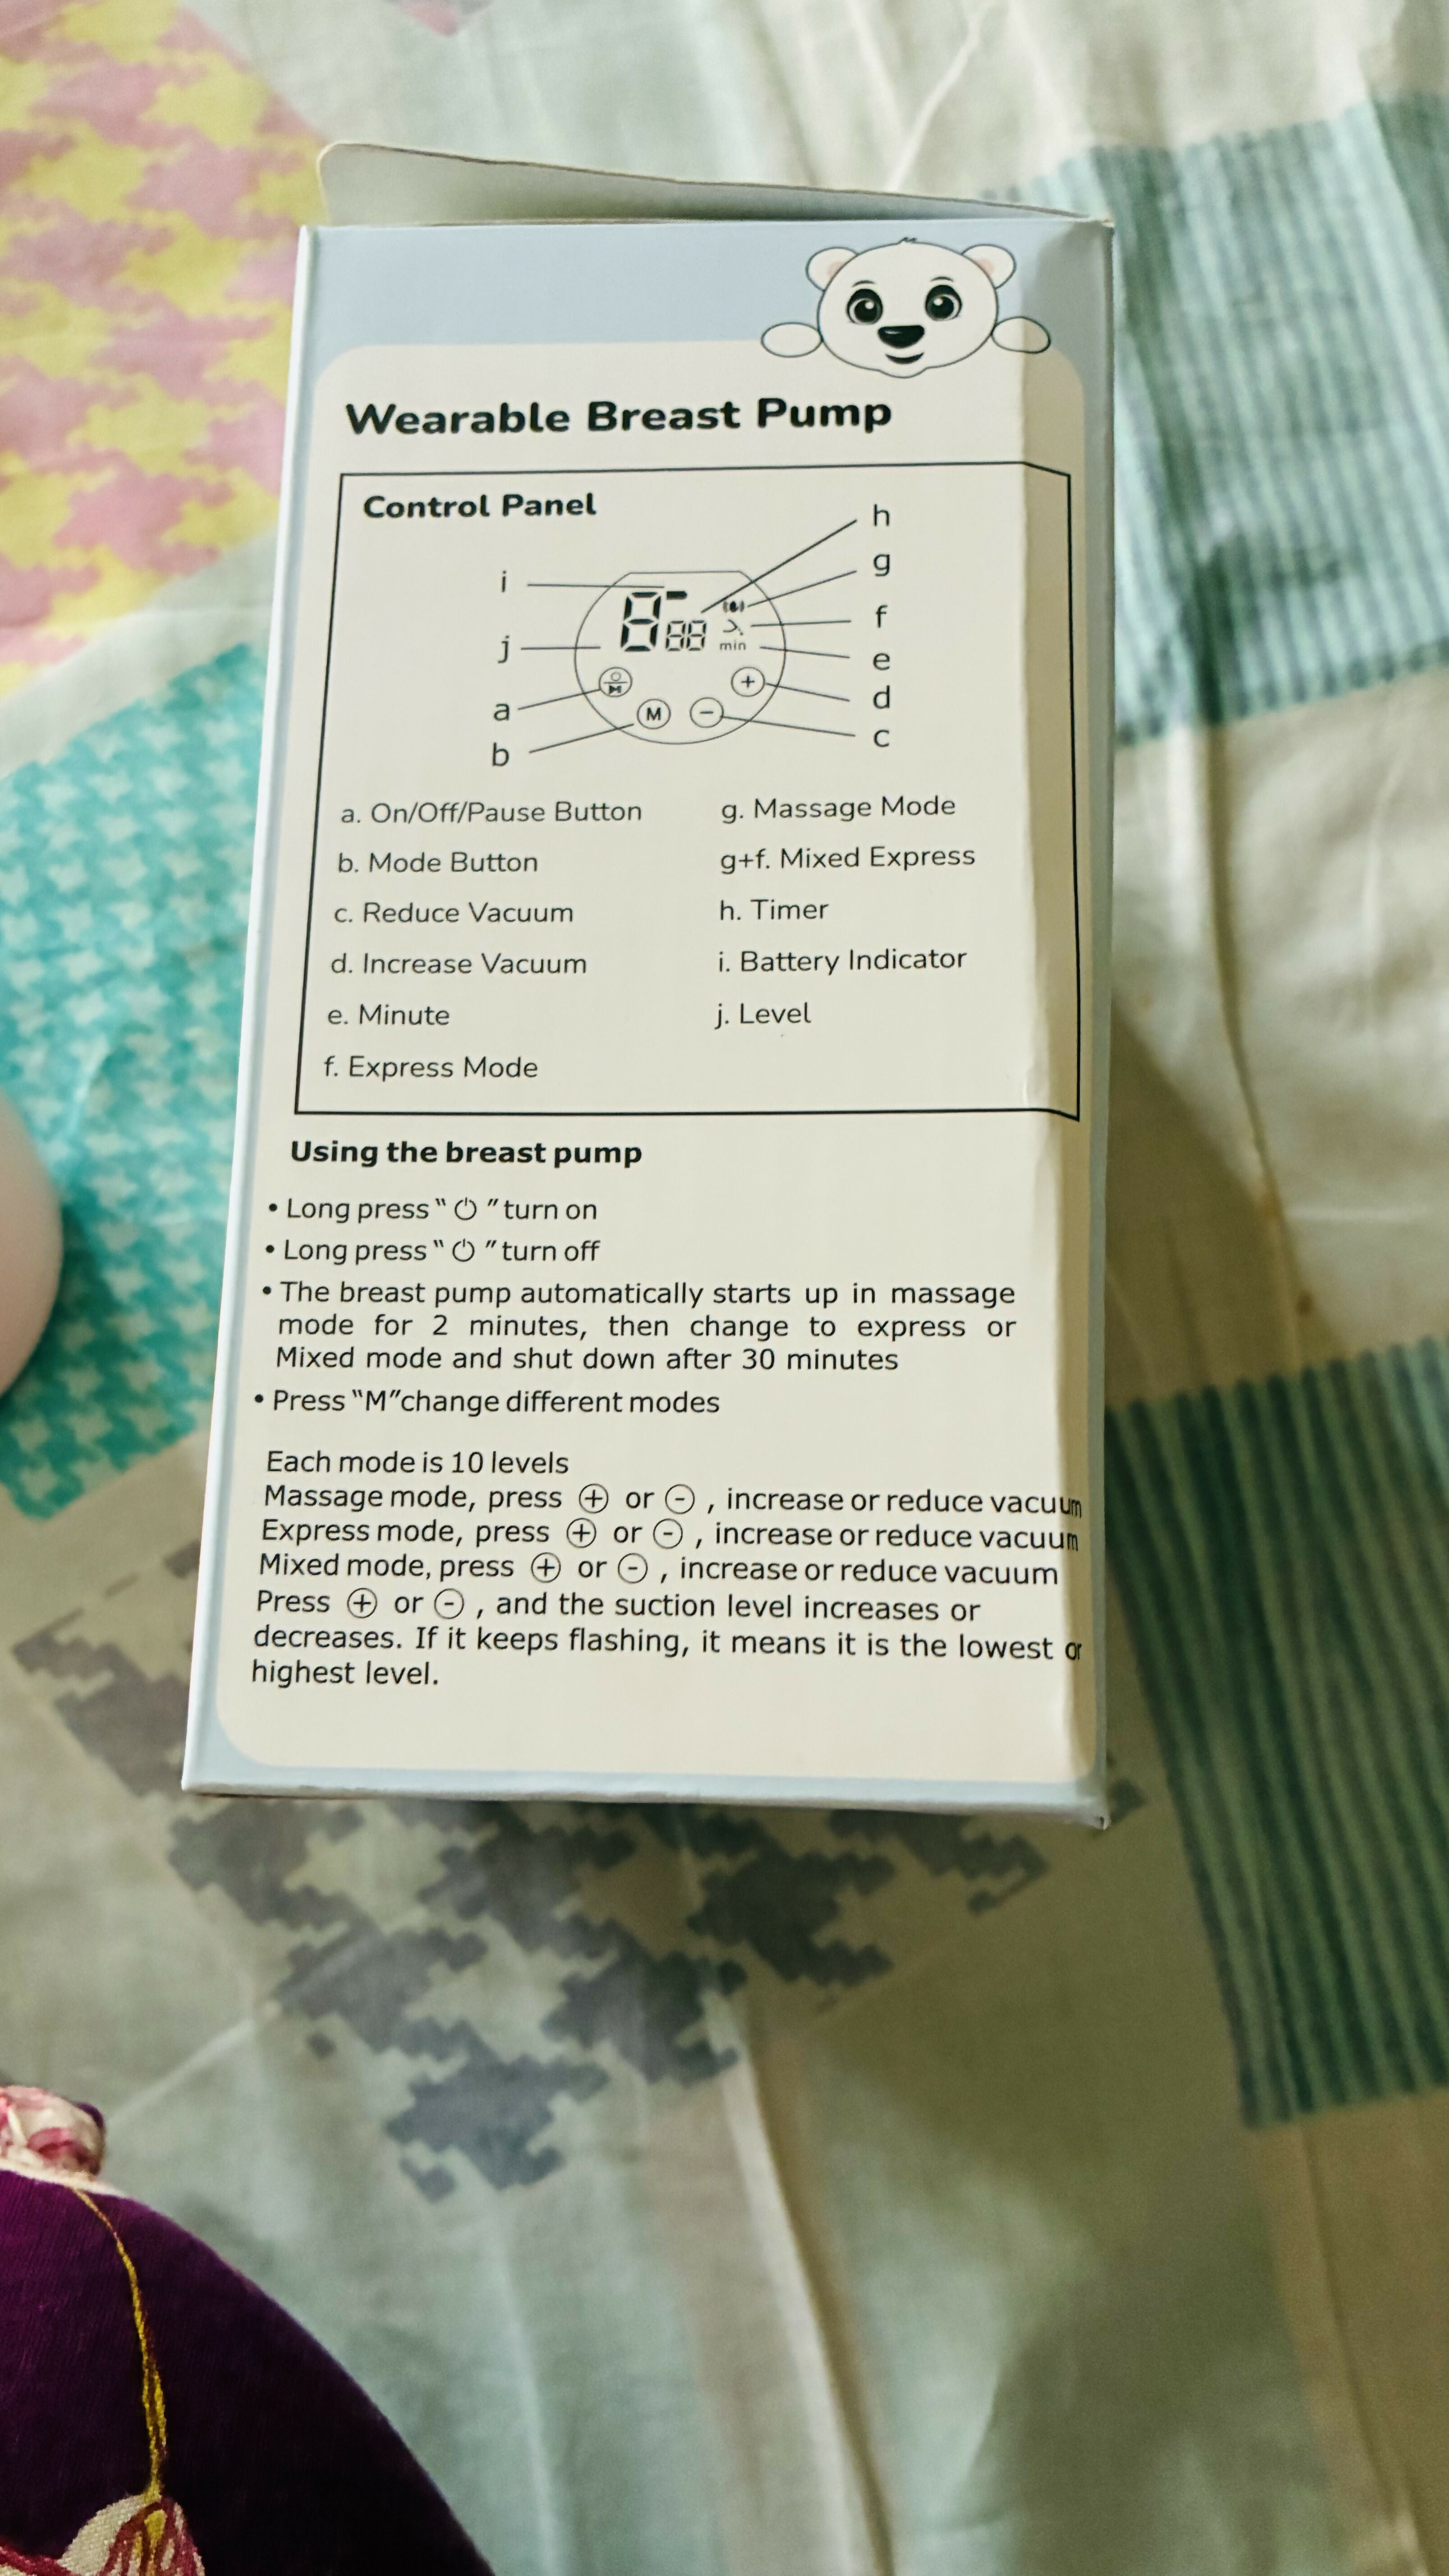 Wearable Breast Pump
Control Panel
h
g
i
8
88
f
min
j
e
+
d
a
M
−
c
b
a. On/Off/Pause Button
b. Mode Button
c. Reduce Vacuum
d. Increase Vacuum
e. Minute
f. Express Mode
g. Massage Mode
g+f. Mixed Express
h. Timer
i. Battery Indicator
j. Level
Using the breast pump
• Long press “ ⏻ ” turn on
• Long press “ ⏻ ” turn off
• The breast pump automatically starts up in massage
mode for 2 minutes, then change to express or
Mixed mode and shut down after 30 minutes
• Press “M”change different modes
Each mode is 10 levels
Massage mode, press ⊕ or ⊖ , increase or reduce vacuum
Express mode, press ⊕ or ⊖ , increase or reduce vacuum
Mixed mode, press ⊕ or ⊖ , increase or reduce vacuum
Press ⊕ or ⊖ , and the suction level increases or
decreases. If it keeps flashing, it means it is the lowest or
highest level.